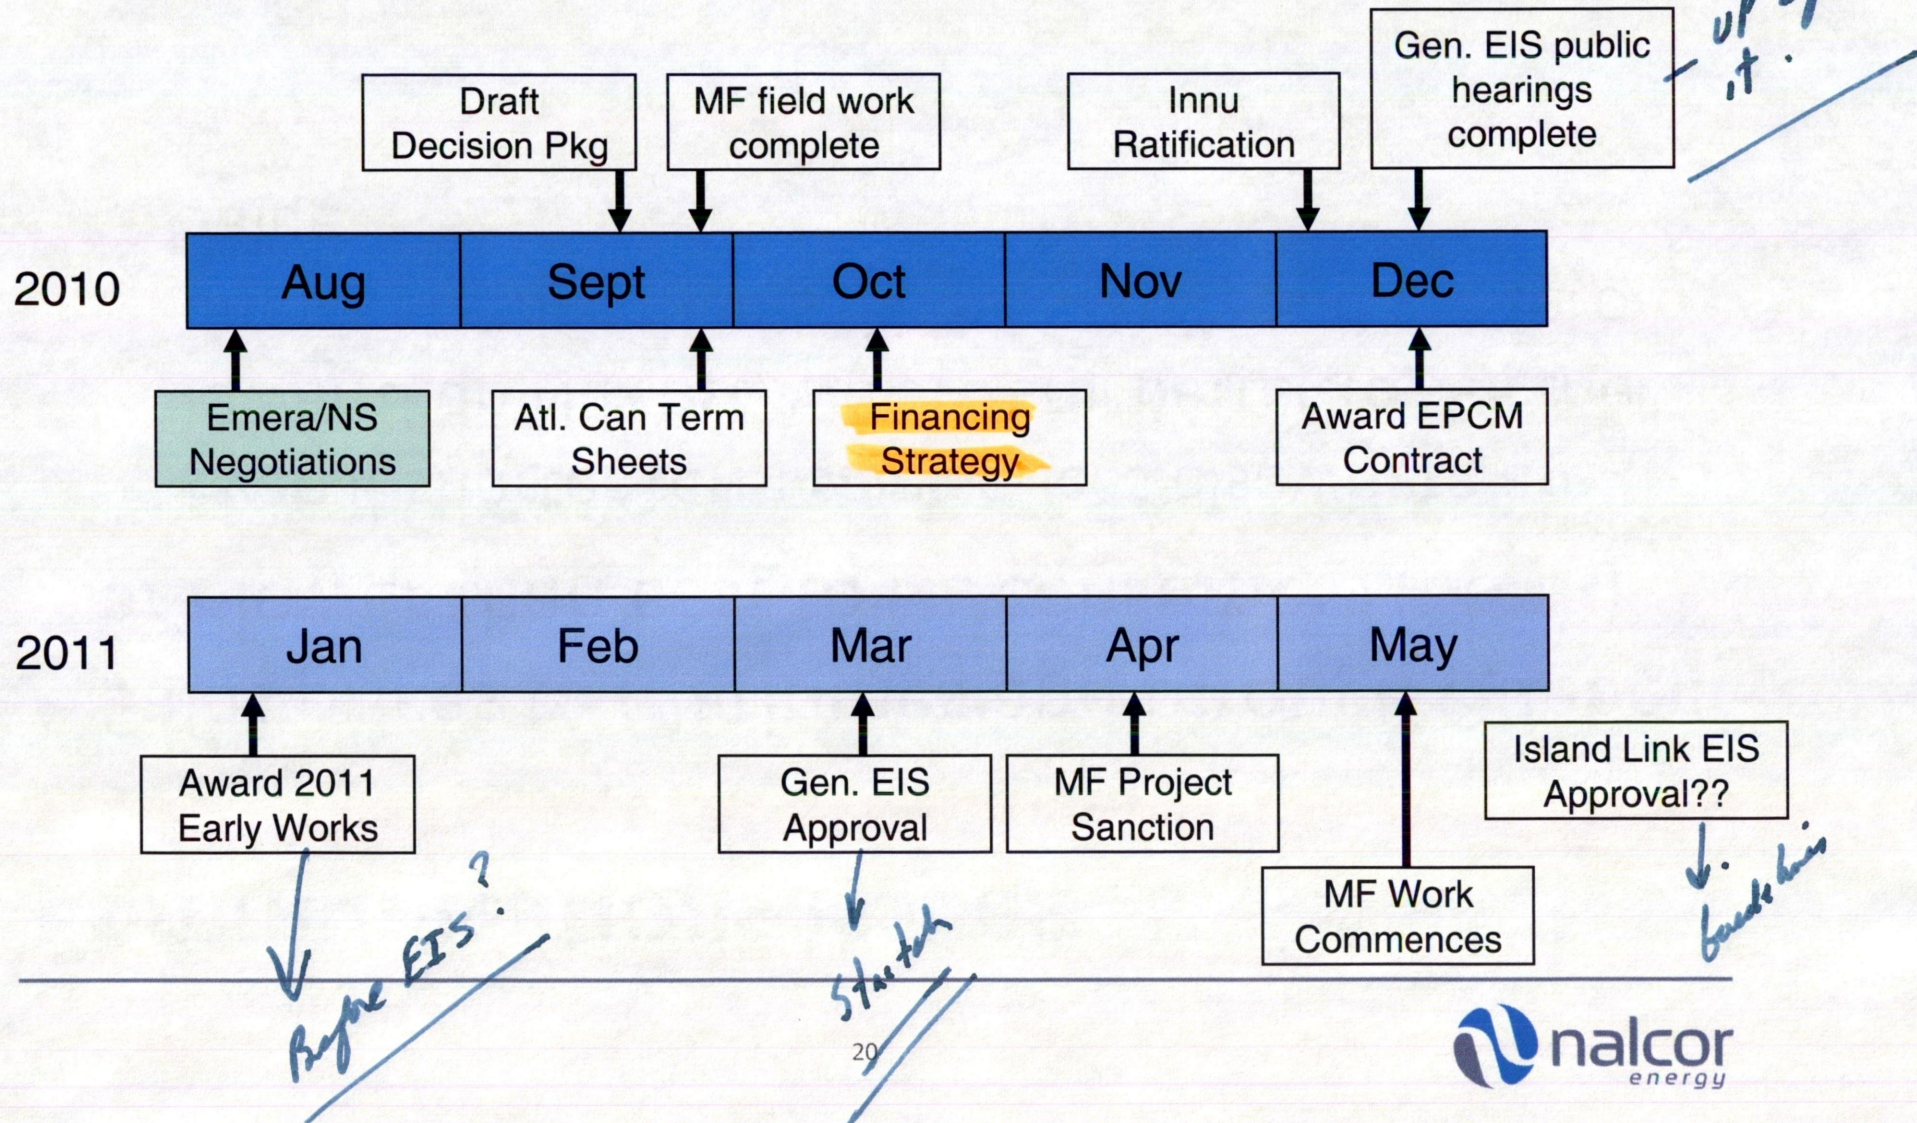 up
it.
Gen. EIS public
hearings
complete
Draft
Decision Pkg
MF field work
complete
Innu
Ratification
2010
Aug
Sept
Oct
Nov
Dec
Emera/NS
Negotiations
Atl. Can Term
Sheets
Financing
Strategy
Award EPCM
Contract
2011
Jan
Feb
Mar
Apr
May
Award 2011
Early Works
Gen. EIS
Approval
MF Project
Sanction
MF Work
Commences
Island Link EIS
Approval??
Before EIS?
20
nalcor
energy